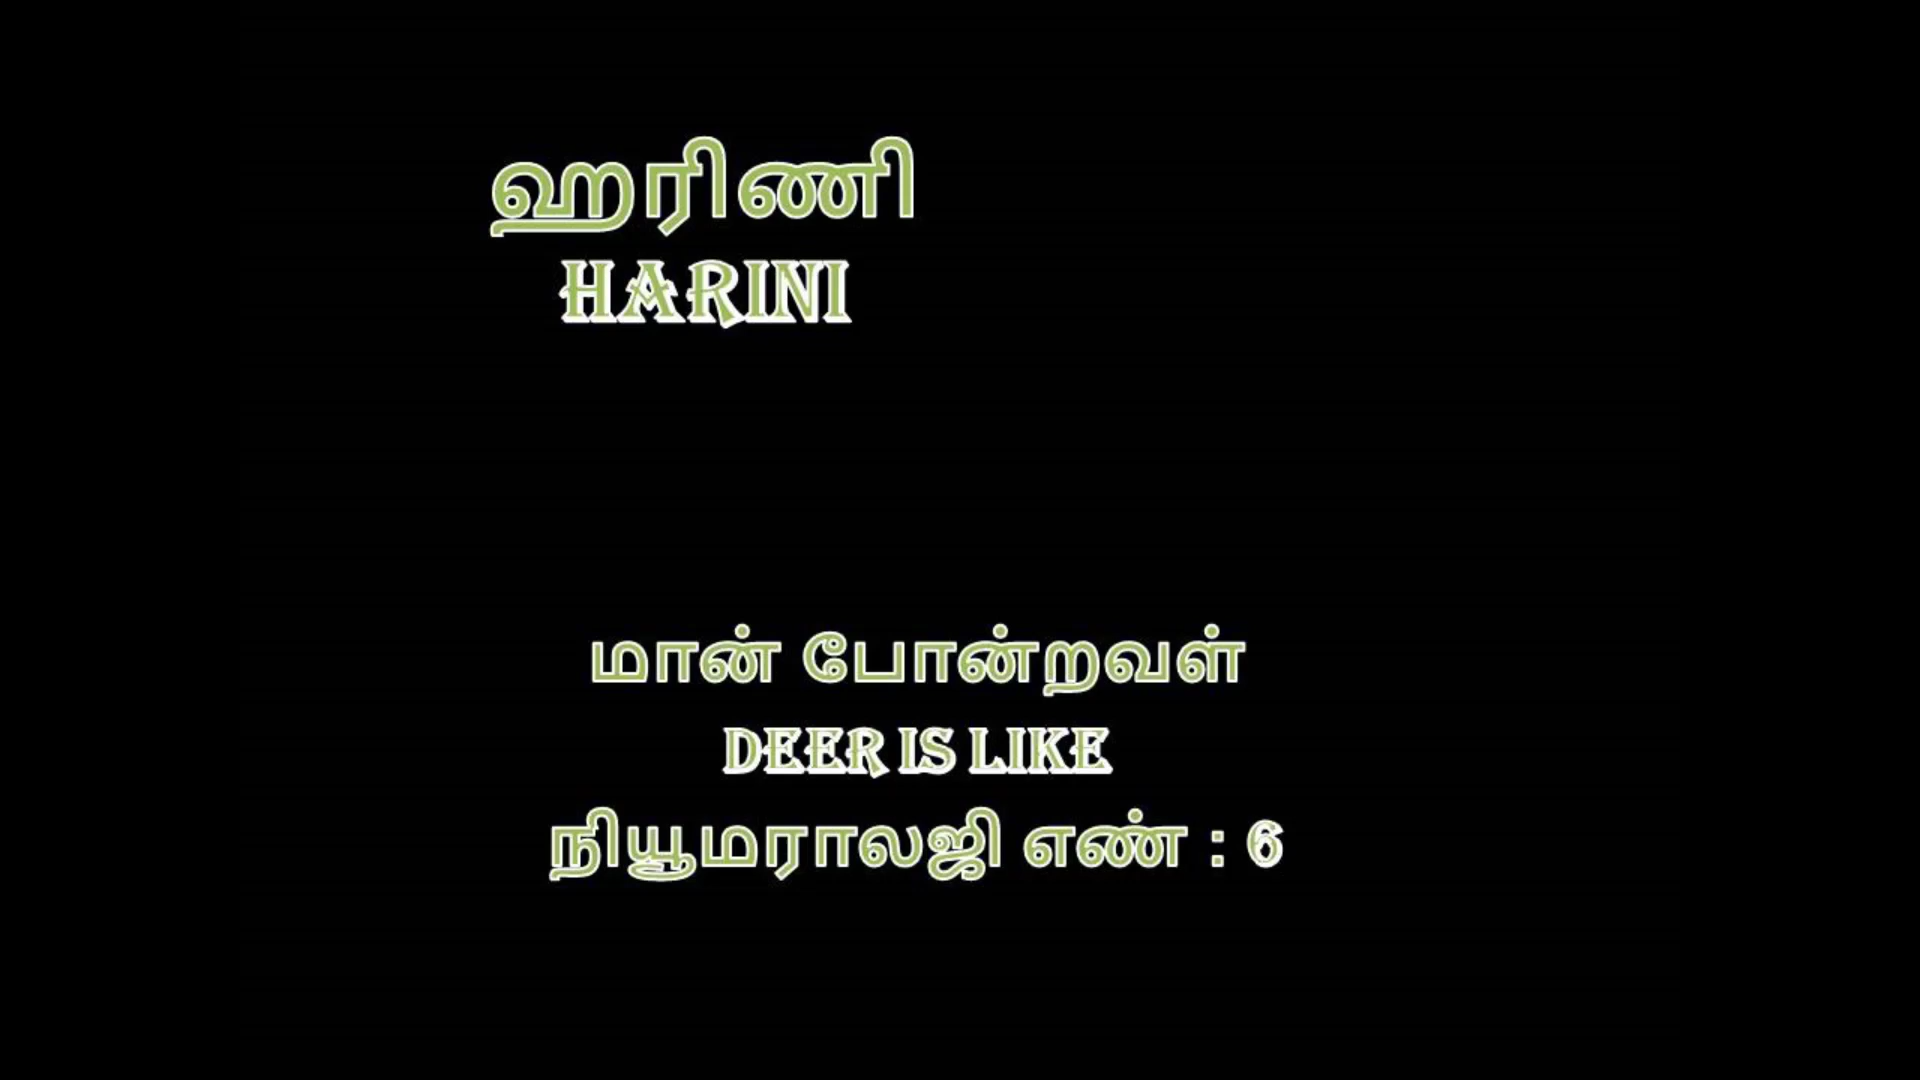 ஹரிணி
HARINI
மான் போன்றவள்
DEER IS LIKE
நியூமராலஜி எண் : 6